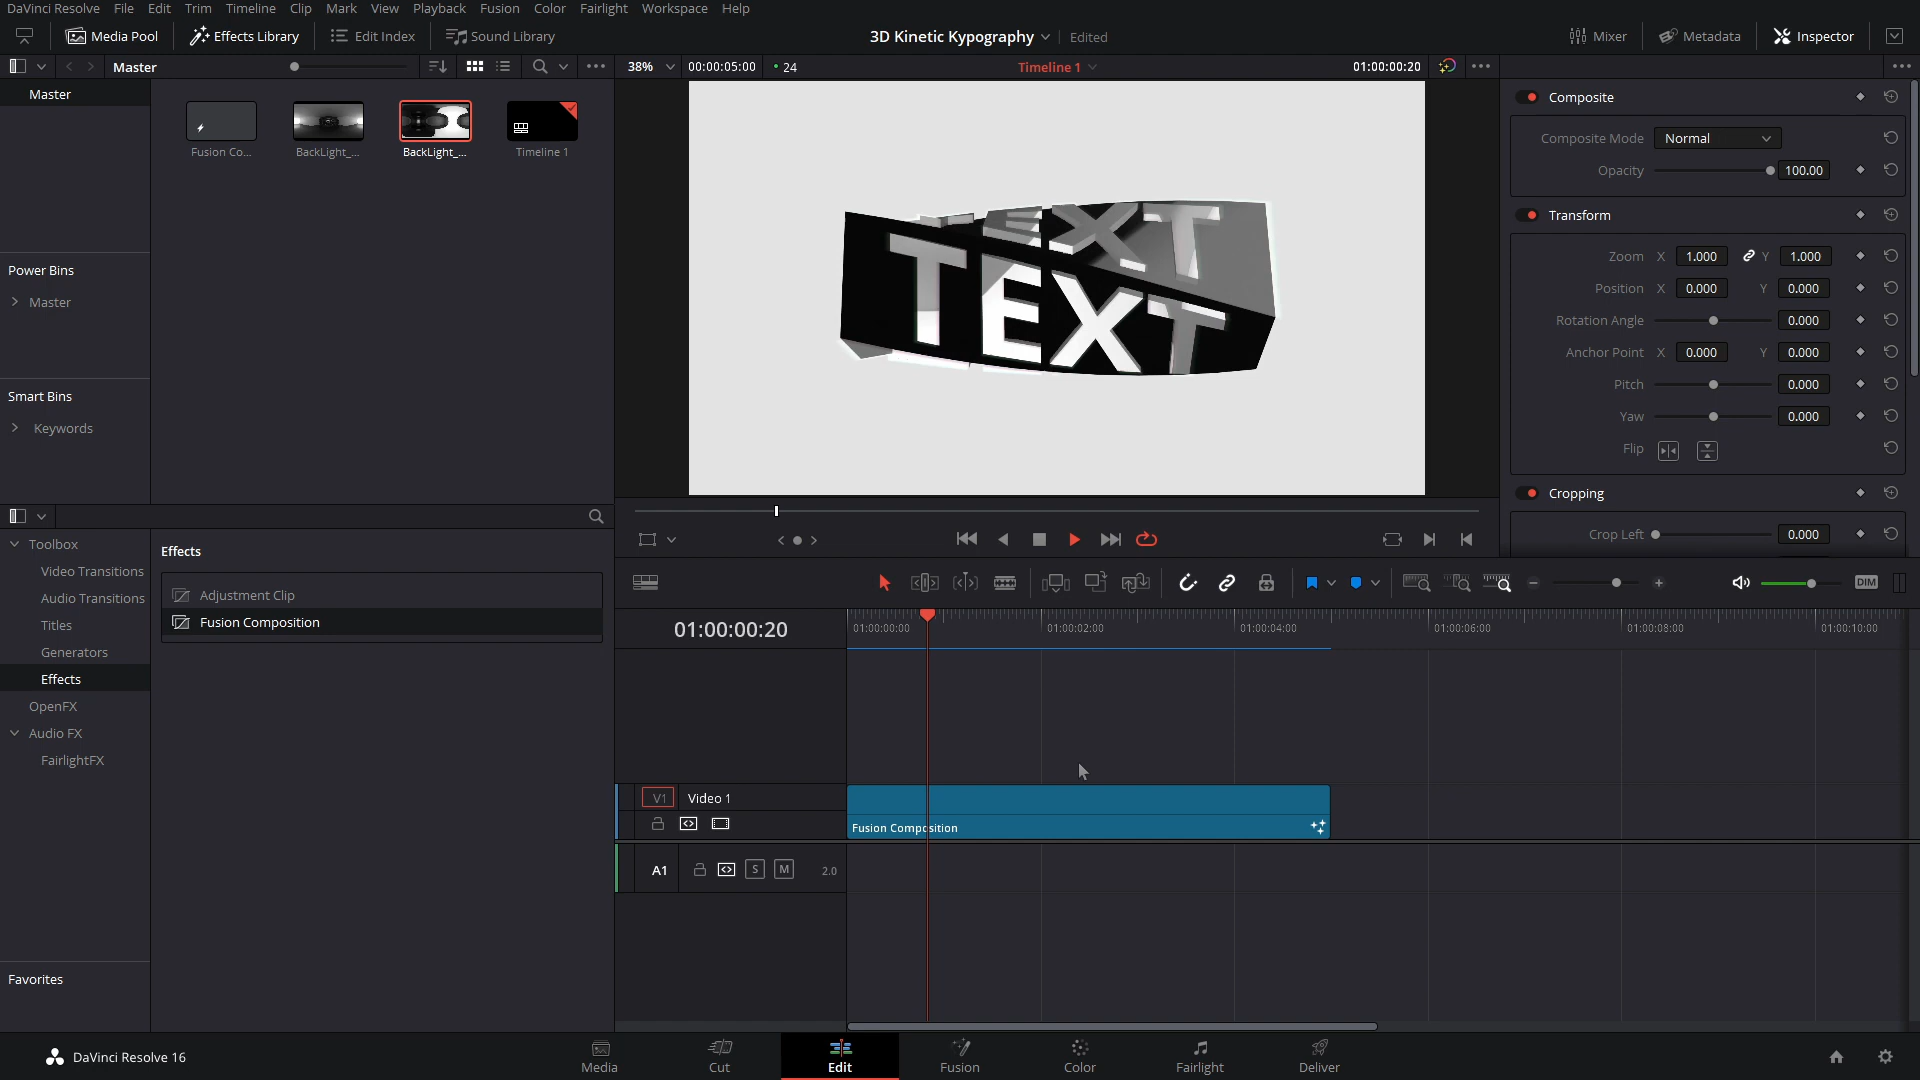 DaVinci Resolve File Edit Trim Timeline Clip Mark View Playback Fusion Color Fairlight Workspace Help
Media Pool Effects Library Edit Index Sound Library 3D Kinetic Kypography Edited Mixer Metadata Inspector
Master 38% 00:00:05:00 24 Timeline 1 01:00:00:20
Master
Fusion Co... BackLight_... BackLight_... Timeline 1
Power Bins
Master
Smart Bins
Keywords
EXT
TEXT
Composite
Composite Mode Normal
Opacity 100.00
Transform
Zoom X 1.000 Y 1.000
Position X 0.000 Y 0.000
Rotation Angle 0.000
Anchor Point X 0.000 Y 0.000
Pitch 0.000
Yaw 0.000
Flip
Cropping
Crop Left 0.000
Toolbox
Video Transitions
Audio Transitions
Titles
Generators
Effects
OpenFX
Audio FX
FairlightFX
Favorites
Effects
Adjustment Clip
Fusion Composition
DIM
01:00:00:20 01:00:00:00 01:00:02:00 01:00:04:00 01:00:06:00 01:00:08:00 01:00:10:00
V1 Video 1
Fusion Composition
A1 S M 2.0
DaVinci Resolve 16 Media Cut Edit Fusion Color Fairlight Deliver